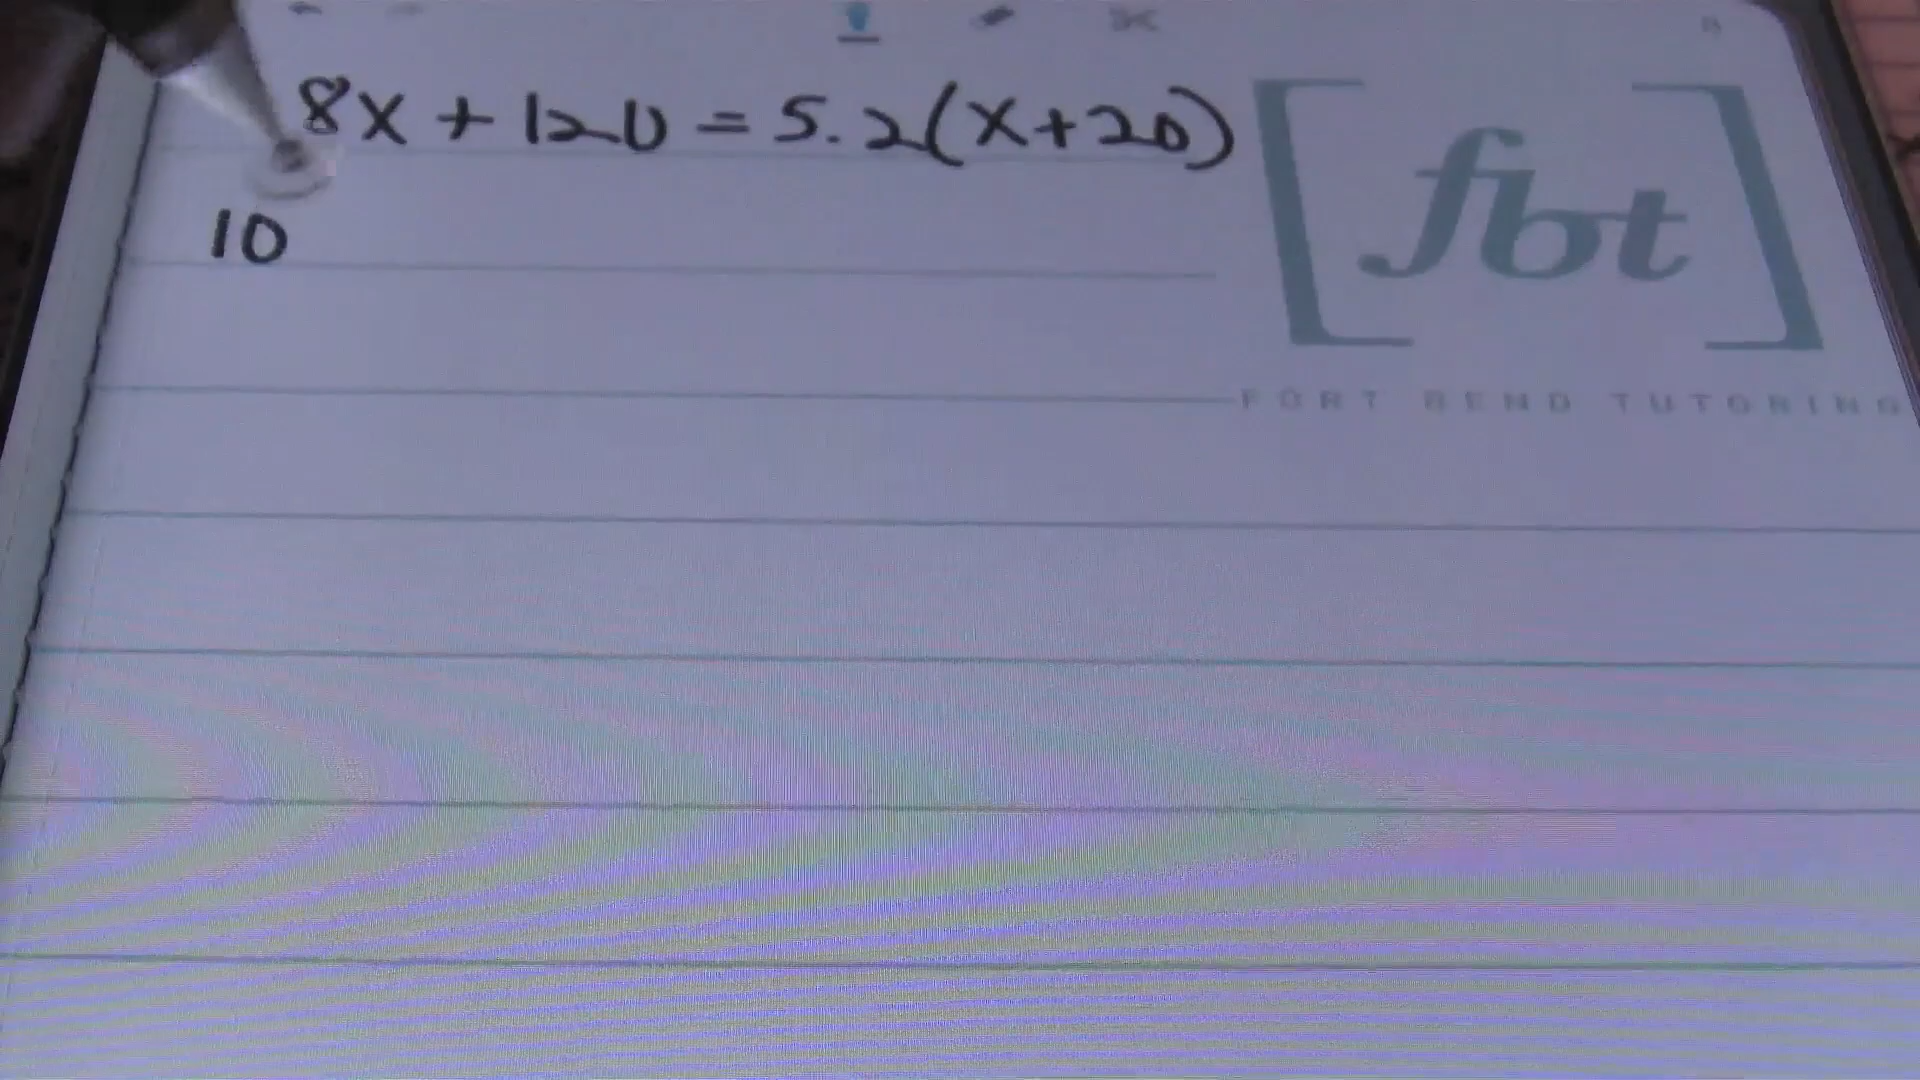 8x + 120 = 5.2(x+20)
10
[fbt]
FORT BEND TUTORING